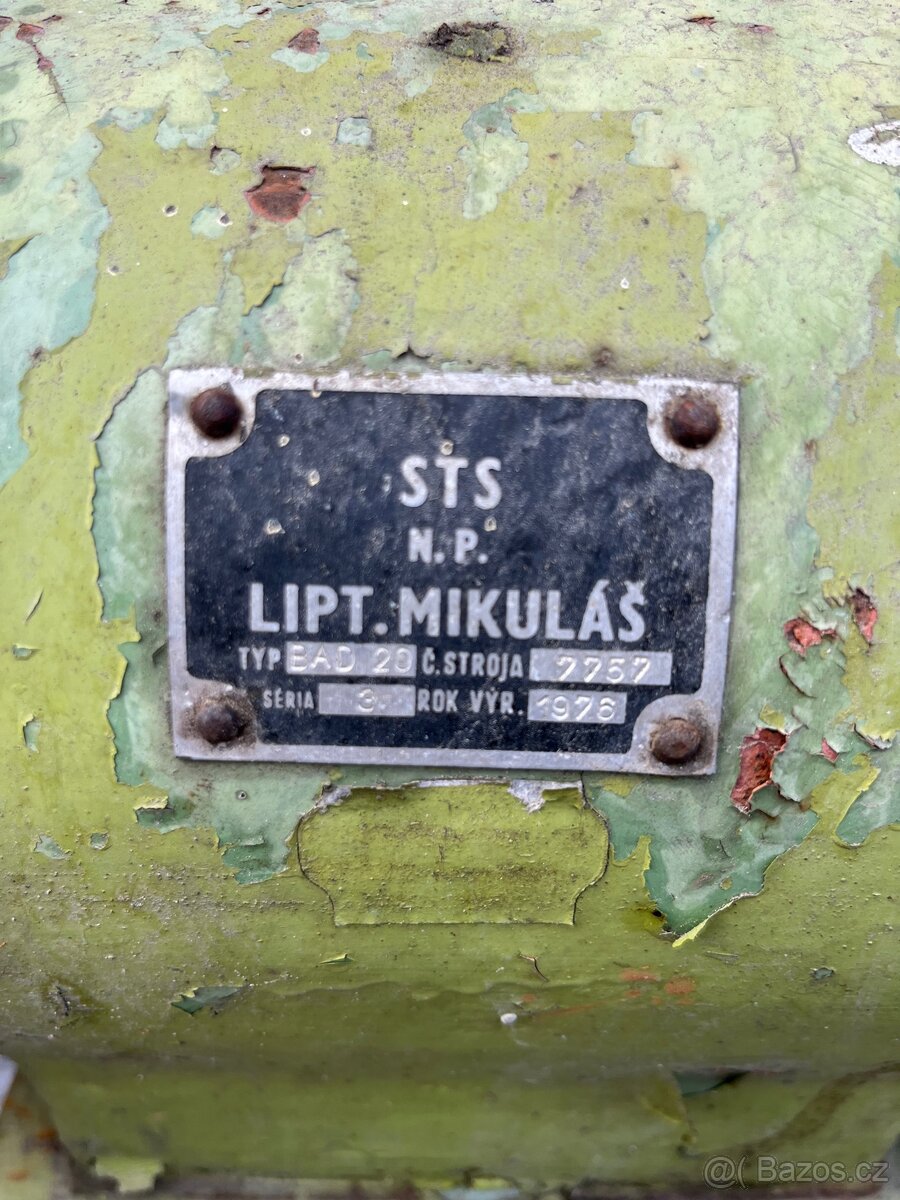 STS
N.P.
LIPT. MIKULÁŠ
TYP BAD 20 Č.STROJA 7757
SÉRIA 3 ROK VÝR. 1976
@( Bazos.cz